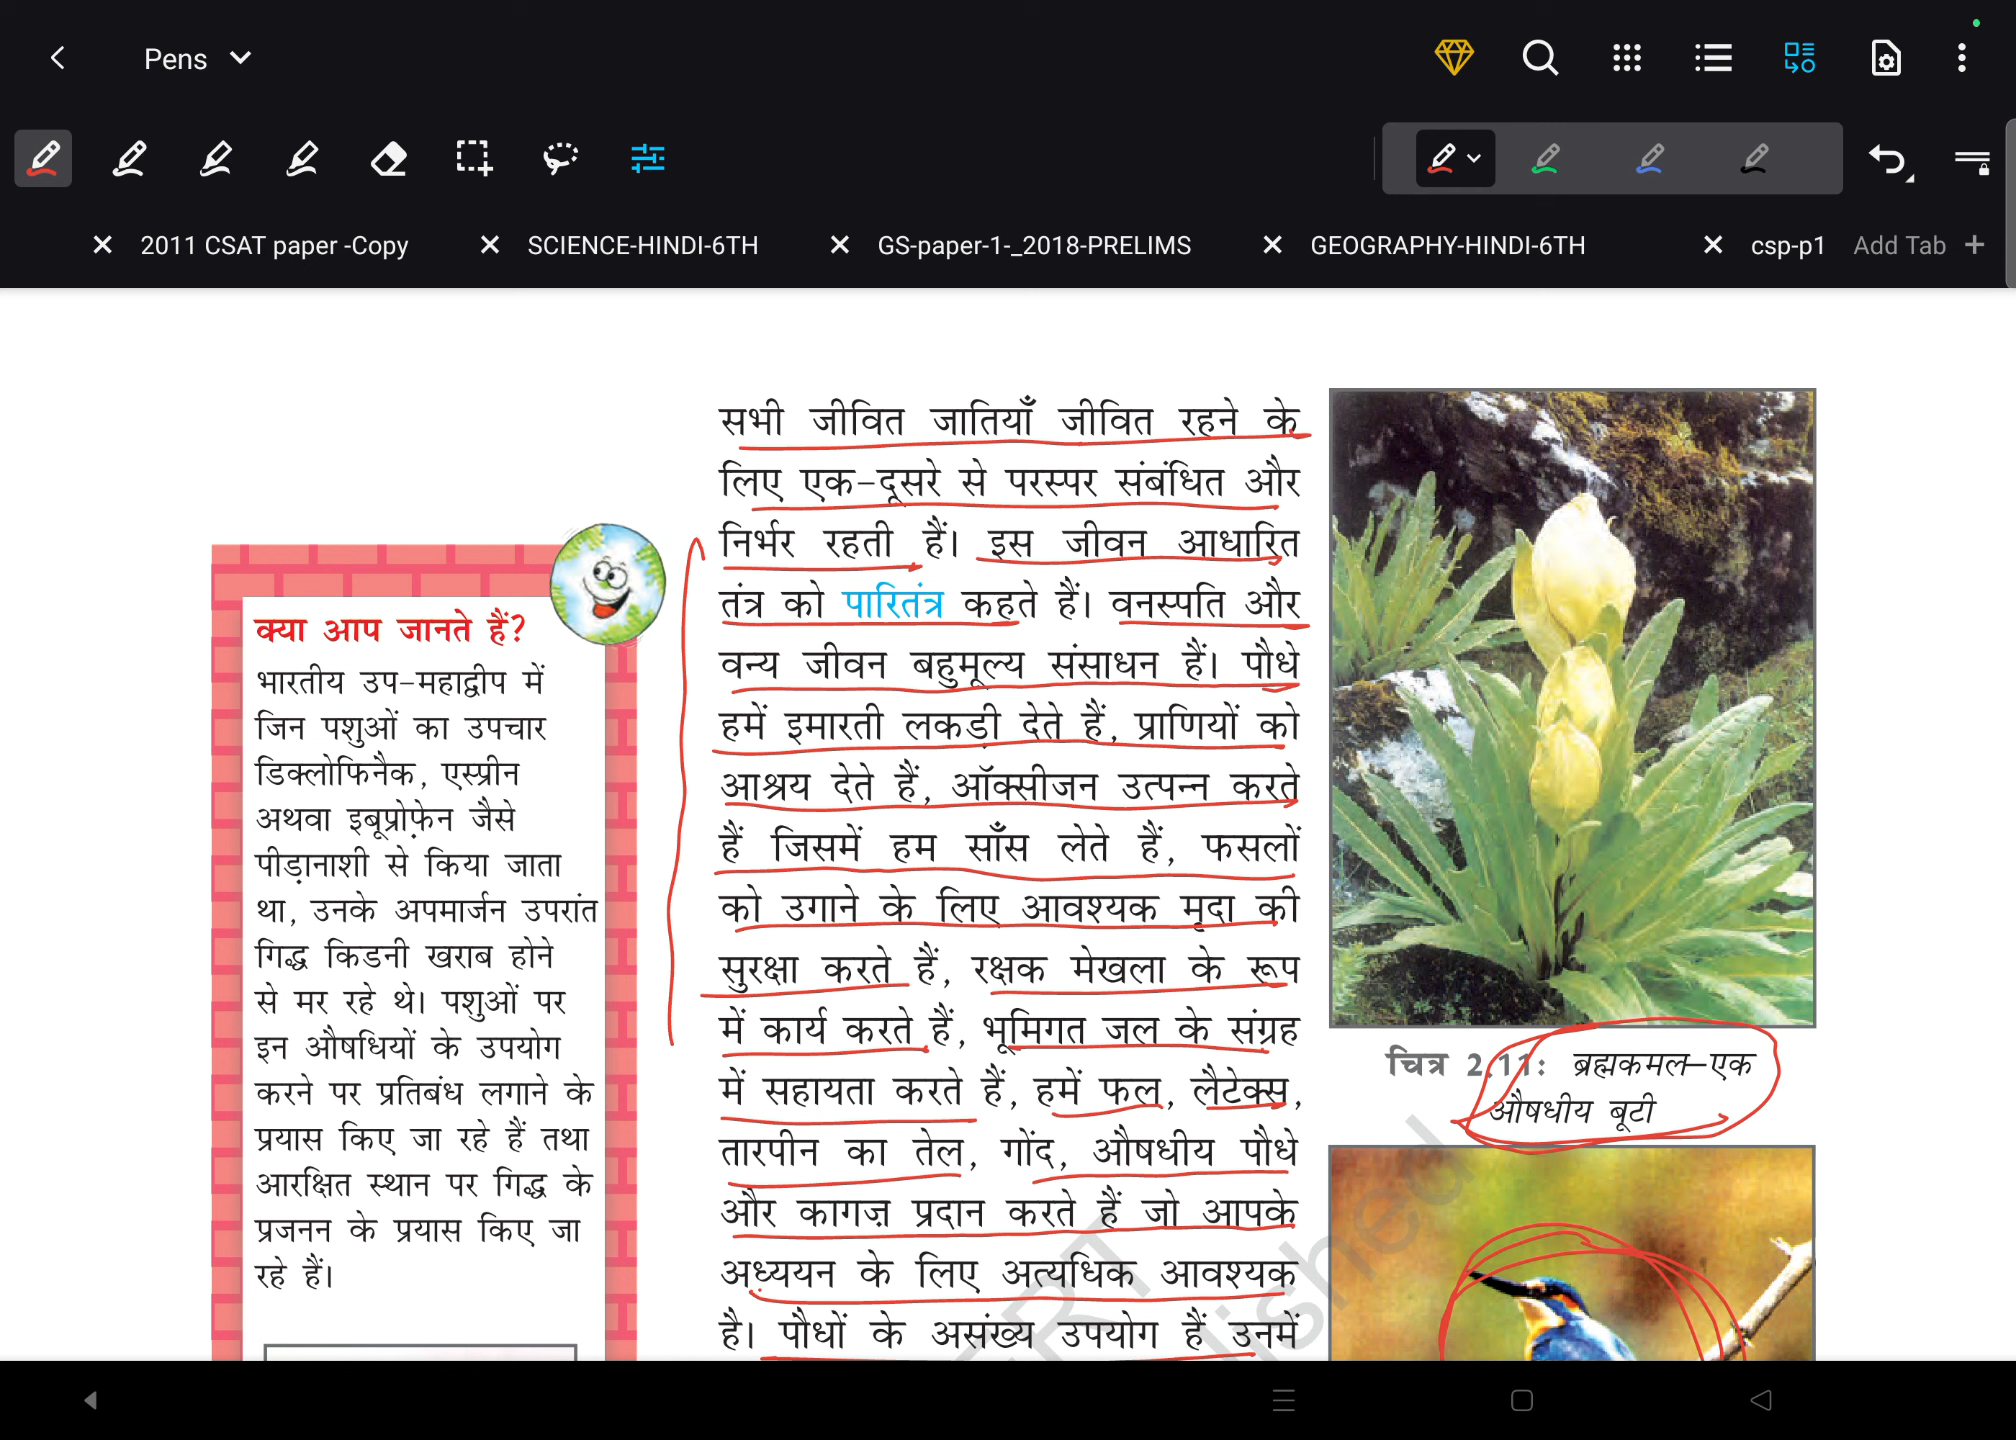 Pens
2011 CSAT paper -Copy
SCIENCE-HINDI-6TH
GS-paper-1-_2018-PRELIMS
GEOGRAPHY-HINDI-6TH
csp-p1
Add Tab +
क्या आप जानते हैं?
भारतीय उप-महाद्वीप में
जिन पशुओं का उपचार
डिक्लोफिनैक, एस्प्रीन
अथवा इबूप्रोफ़ेन जैसे
पीड़ानाशी से किया जाता
था, उनके अपमार्जन उपरांत
गिद्ध किडनी खराब होने
से मर रहे थे। पशुओं पर
इन औषधियों के उपयोग
करने पर प्रतिबंध लगाने के
प्रयास किए जा रहे हैं तथा
आरक्षित स्थान पर गिद्ध के
प्रजनन के प्रयास किए जा
रहे हैं।
सभी जीवित जातियाँ जीवित रहने के
लिए एक-दूसरे से परस्पर संबंधित और
निर्भर रहती हैं। इस जीवन आधारित
तंत्र को पारितंत्र कहते हैं। वनस्पति और
वन्य जीवन बहुमूल्य संसाधन हैं। पौधे
हमें इमारती लकड़ी देते हैं, प्राणियों को
आश्रय देते हैं, ऑक्सीजन उत्पन्न करते
हैं जिसमें हम साँस लेते हैं, फसलों
को उगाने के लिए आवश्यक मृदा की
सुरक्षा करते हैं, रक्षक मेखला के रूप
में कार्य करते हैं, भूमिगत जल के संग्रह
में सहायता करते हैं, हमें फल, लैटेक्स,
तारपीन का तेल, गोंद, औषधीय पौधे
और कागज़ प्रदान करते हैं जो आपके
अध्ययन के लिए अत्यधिक आवश्यक
है। पौधों के असंख्य उपयोग हैं उनमें
चित्र 2.11: ब्रह्मकमल—एक
औषधीय बूटी